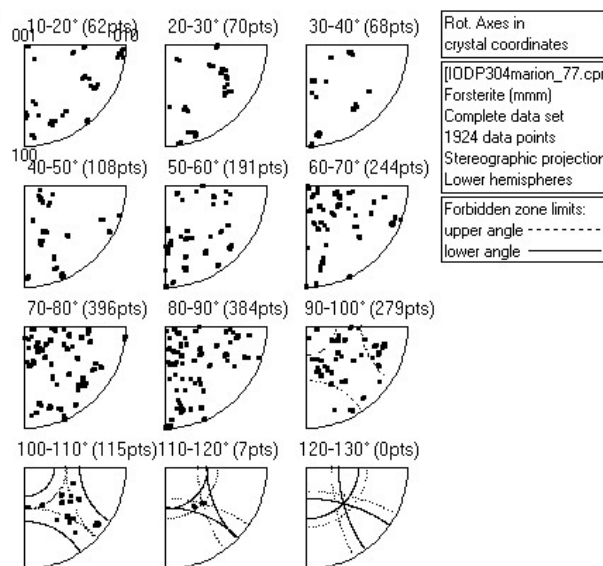 10-20° (62pts)
20-30° (70pts)
30-40° (68pts)
001
010
100
40-50° (108pts)
50-60° (191pts)
60-70° (244pts)
70-80° (396pts)
80-90° (384pts)
90-100° (279pts)
100-110° (115pts)
110-120° (7pts)
120-130° (0pts)
Rot. Axes in
crystal coordinates
[IODP304marion_77.cpr
Forsterite (mmm)
Complete data set
1924 data points
Stereographic projection
Lower hemispheres
Forbidden zone limits:
upper angle
lower angle